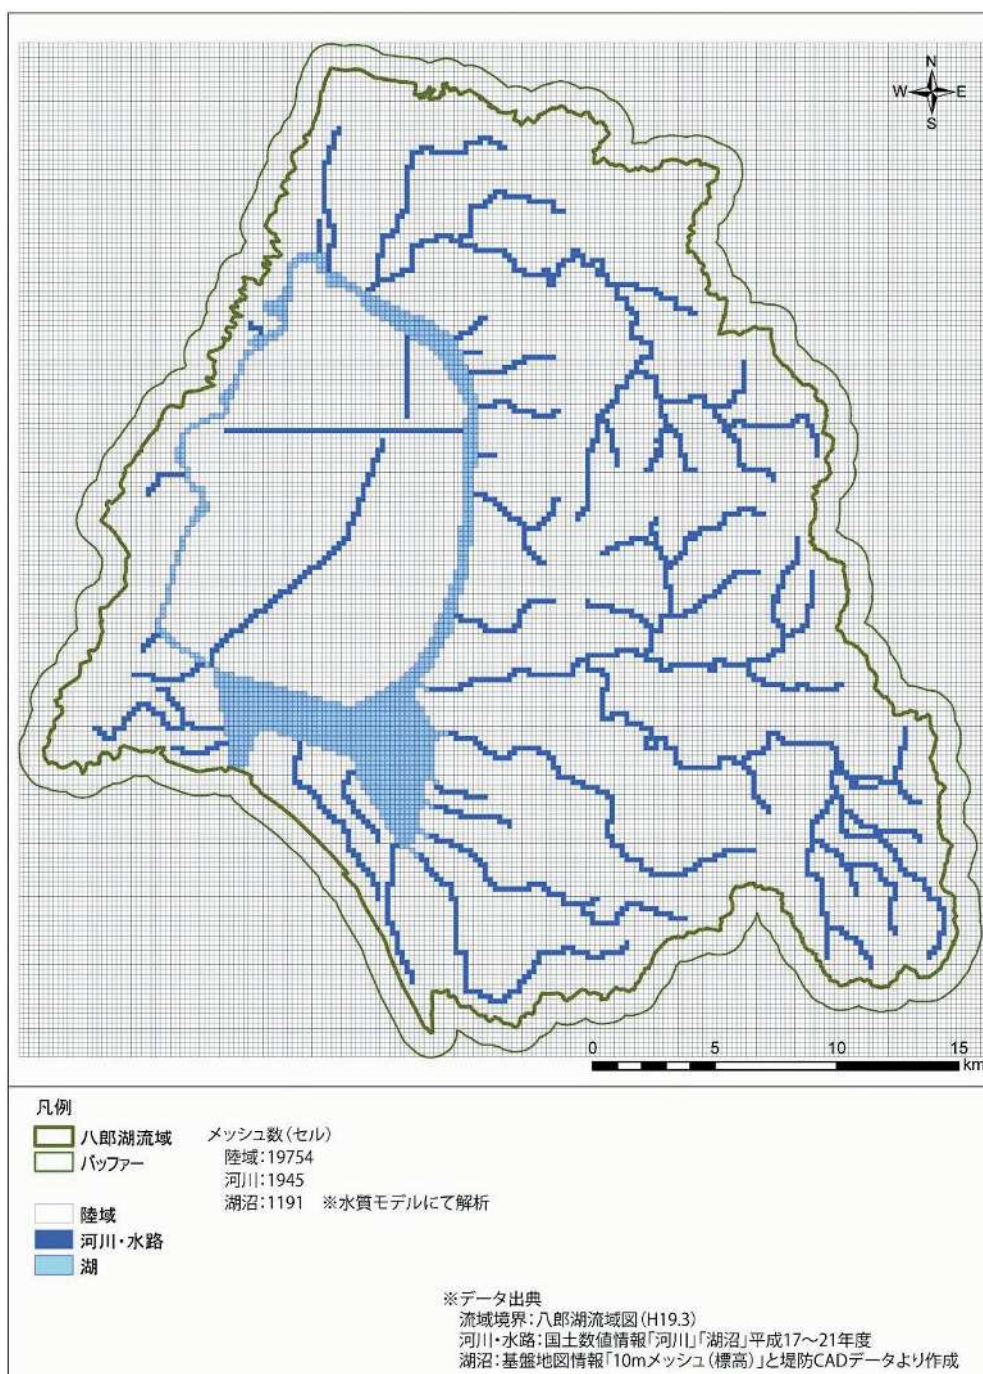 N
W E
S
0 5 10 15
km
凡例
八郎湖流域
バッファー
陸域
河川・水路
湖
メッシュ数(セル)
陸域:19754
河川:1945
湖沼:1191 ※水質モデルにて解析
※データ出典
流域境界:八郎湖流域図(H19.3)
河川・水路:国土数値情報「河川」「湖沼」平成17～21年度
湖沼:基盤地図情報「10mメッシュ(標高)」と堤防CADデータより作成